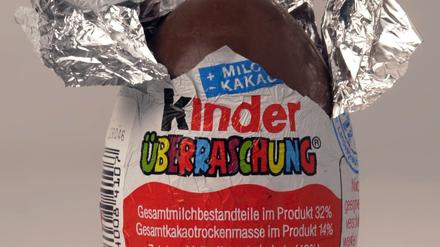 + MILCH
- KAKAO
kinder
ÜBERRASCHUNG®
Gesamtmilchbestandteile im Produkt 32%
Gesamtkakaotrockenmasse im Produkt 14%